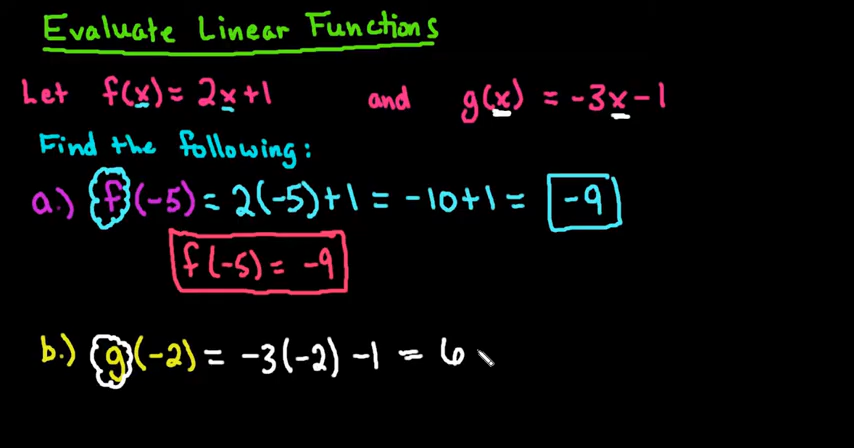 Evaluate Linear Functions
Let f(x) = 2x+1 and g(x) = -3x-1
Find the following:
a.) f(-5) = 2(-5)+1 = -10+1 = -9
f(-5) = -9
b.) g(-2) = -3(-2)-1 = 6